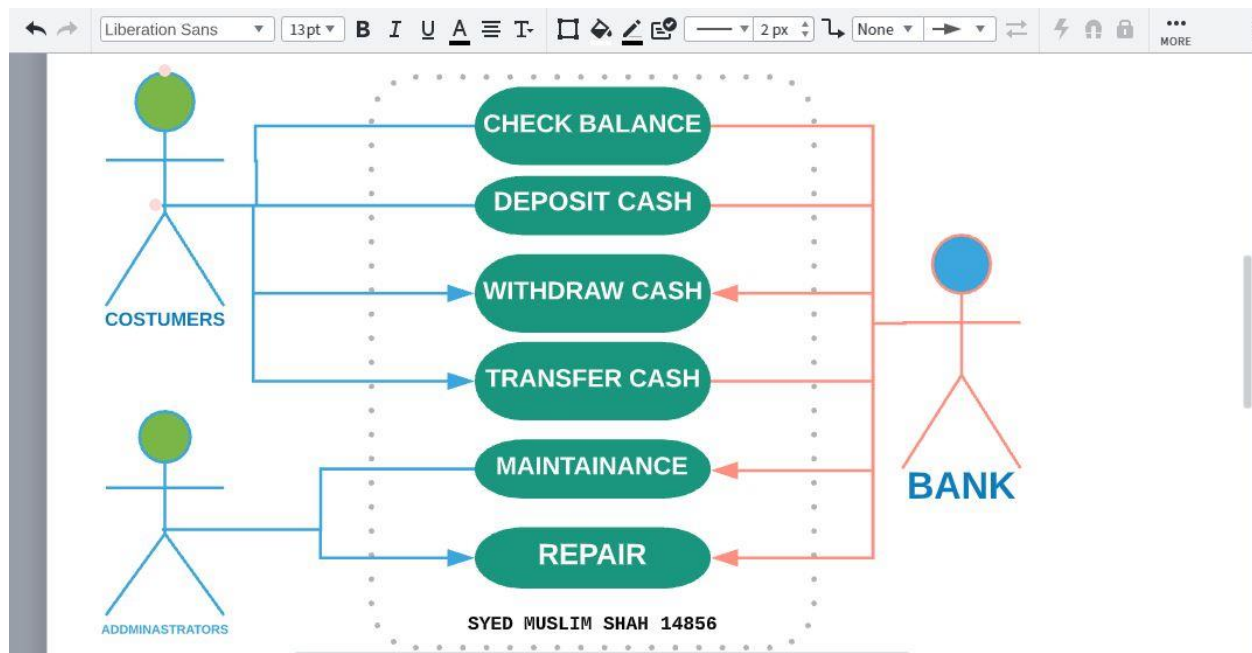 Liberation Sans 13pt B I U A T 2 px None MORE
CHECK BALANCE
DEPOSIT CASH
WITHDRAW CASH
COSTUMERS
TRANSFER CASH
MAINTAINANCE
BANK
REPAIR
SYED MUSLIM SHAH 14856
ADDMINASTRATORS